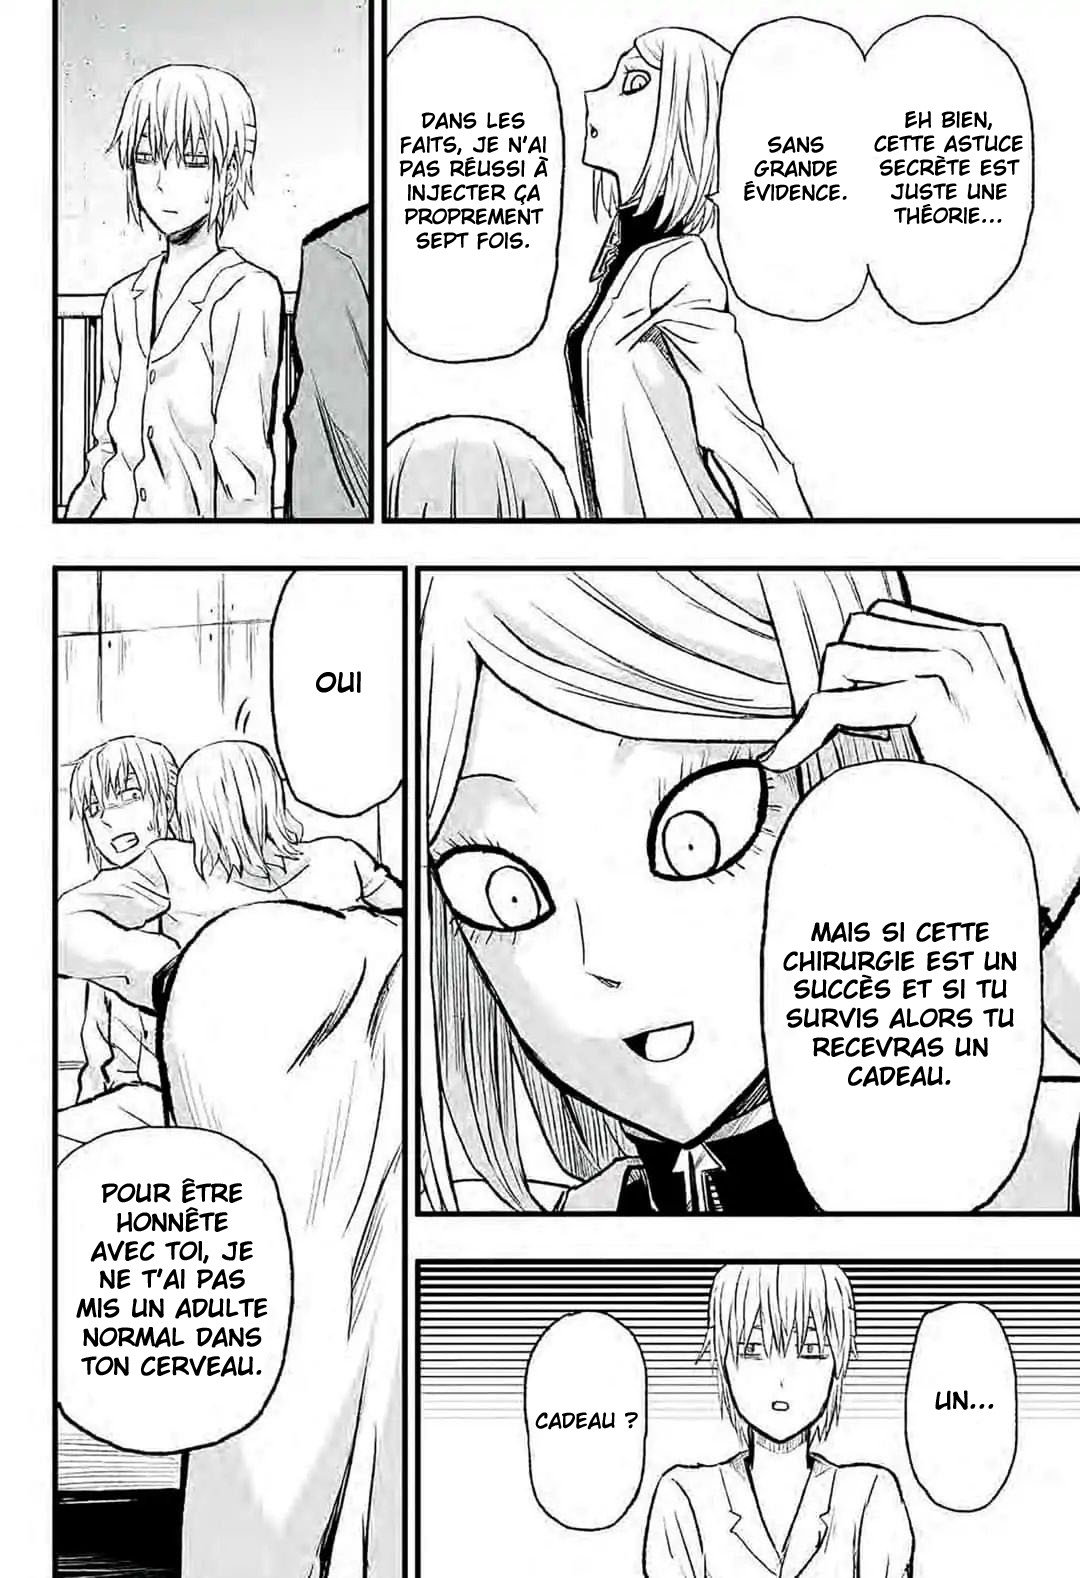 EH BIEN,
CETTE ASTUCE
SECRÈTE EST
JUSTE UNE
THÉORIE...
SANS
GRANDE
ÉVIDENCE.
DANS LES
FAITS, JE N'AI
PAS RÉUSSI À
INJECTER ÇA
PROPREMENT
SEPT FOIS.
MAIS SI CETTE
CHIRURGIE EST UN
SUCCÈS ET SI TU
SURVIS ALORS TU
RECEVRAS UN
CADEAU.
UN...
CADEAU ?
OUI
POUR ÊTRE
HONNÊTE
AVEC TOI, JE
NE T'AI PAS
MIS UN ADULTE
NORMAL DANS
TON CERVEAU.